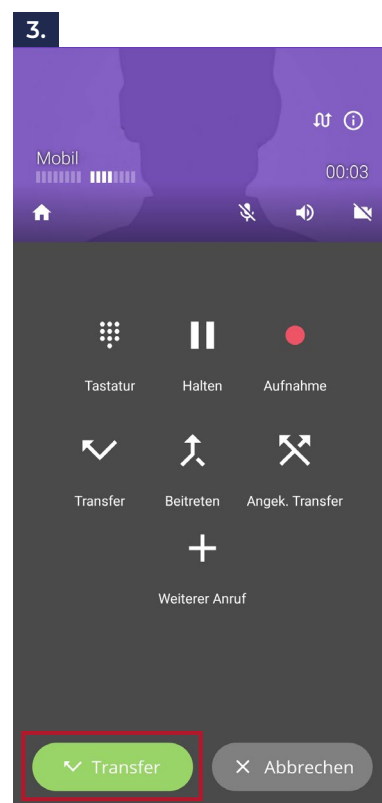 3.
Mobil
00:03
Tastatur Halten Aufnahme
Transfer Beitreten Angek. Transfer
Weiterer Anruf
Transfer Abbrechen